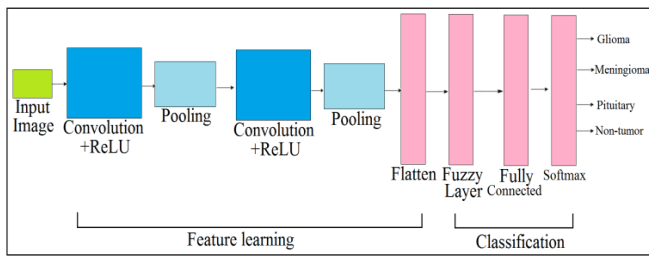 Input
Image
Convolution
+ReLU
Pooling
Convolution
+ReLU
Pooling
Flatten
Fuzzy
Layer
Fully
Connected
Softmax
Glioma
Meningioma
Pituitary
Non-tumor
Feature learning
Classification